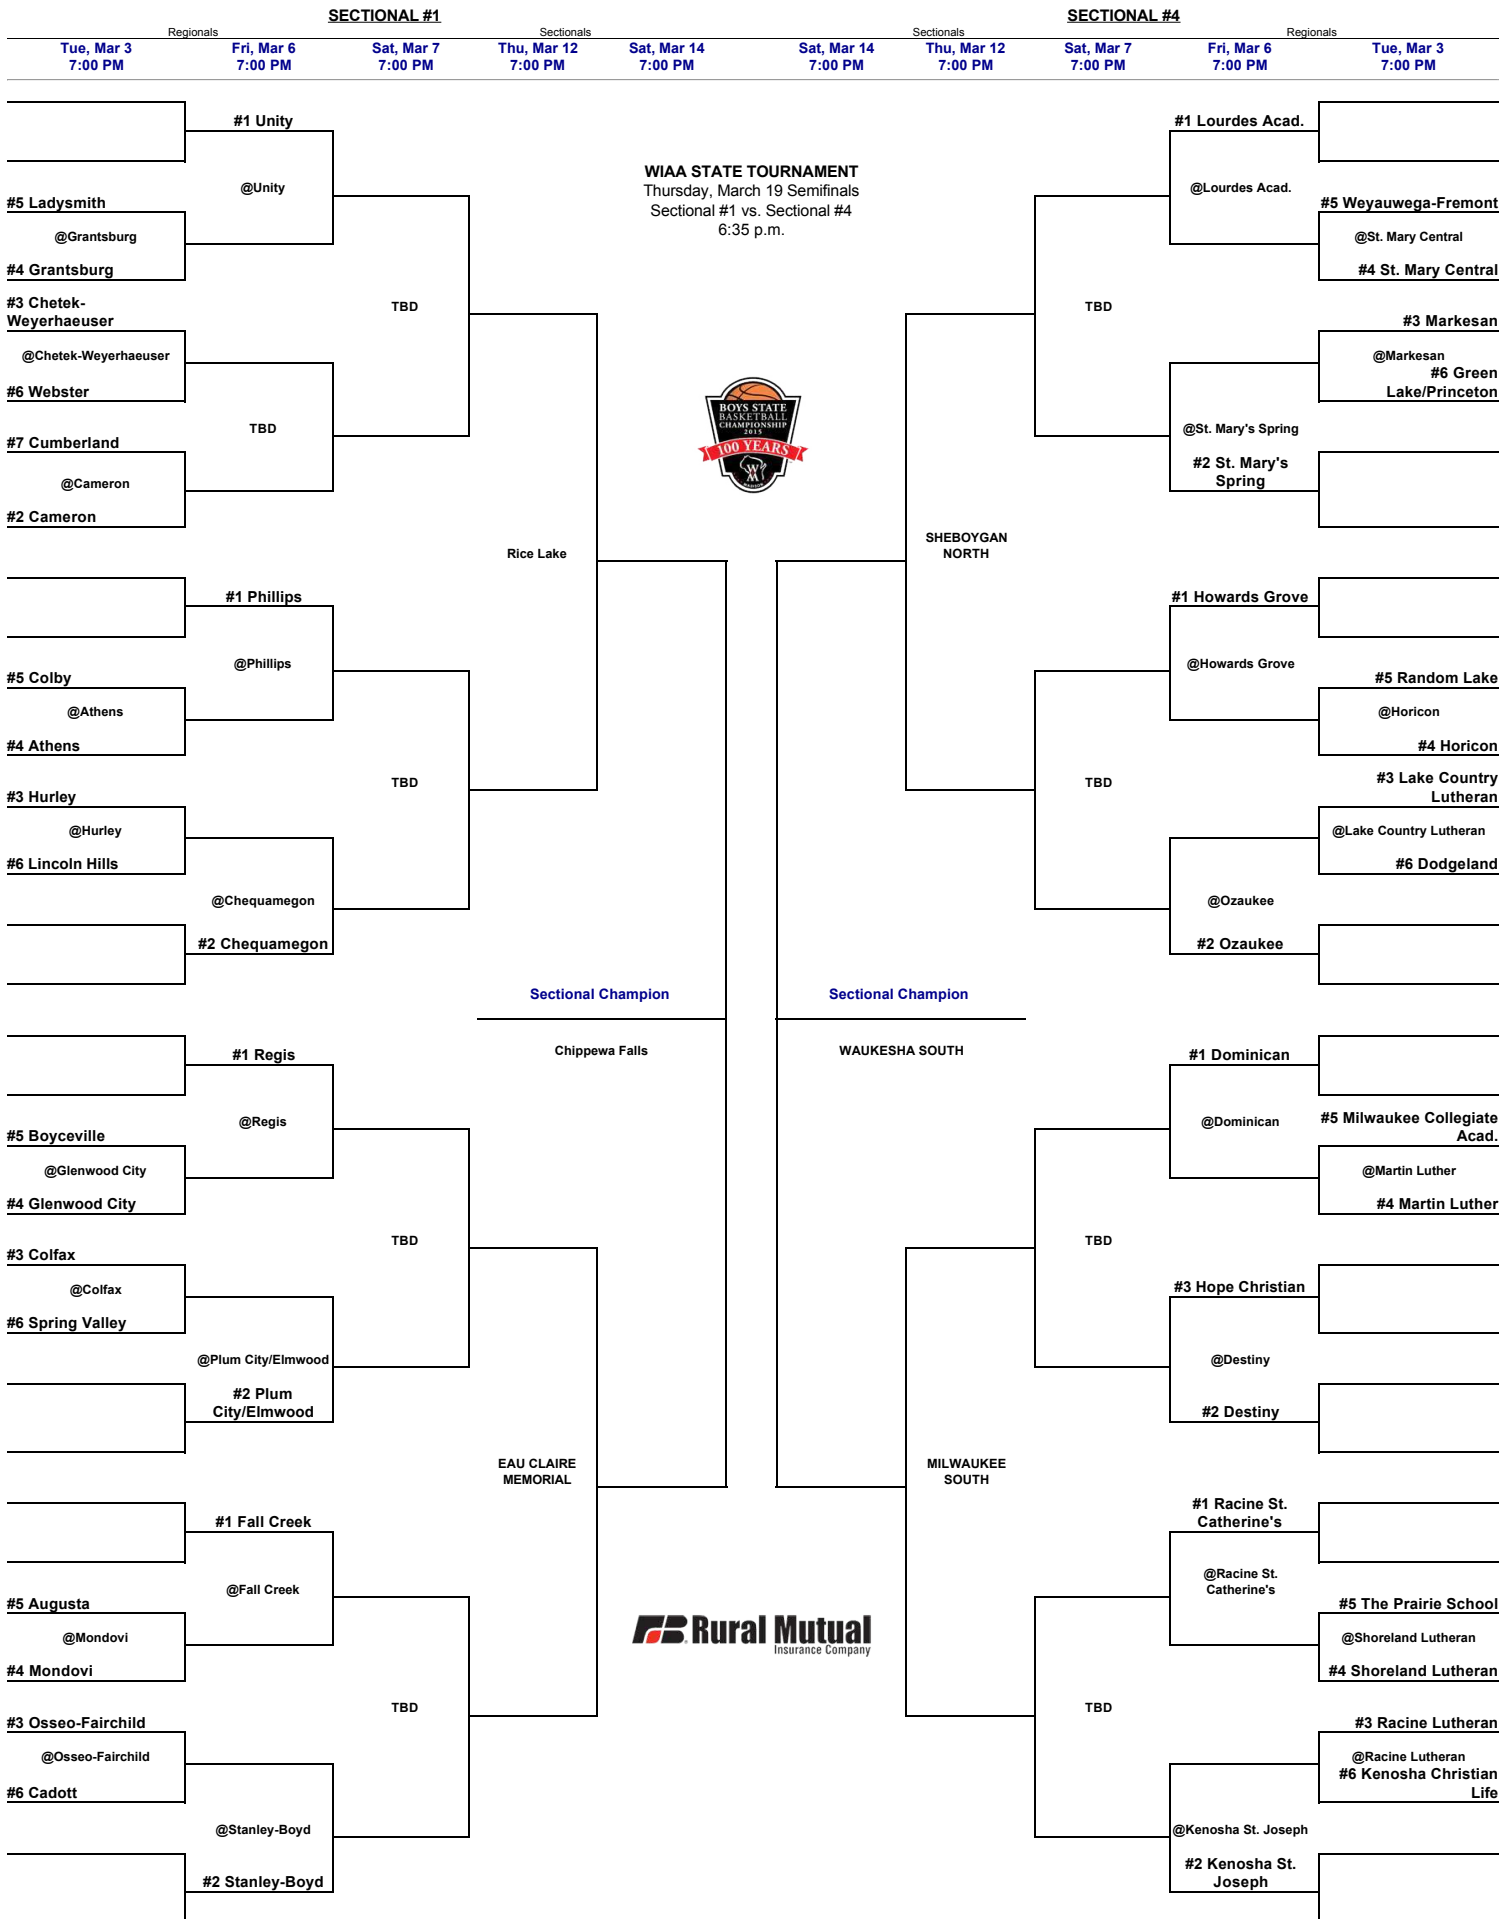 SECTIONAL #1
SECTIONAL #4
Regionals
Sectionals
Sectionals
Regionals
Tue, Mar 3
7:00 PM
Fri, Mar 6
7:00 PM
Sat, Mar 7
7:00 PM
Thu, Mar 12
7:00 PM
Sat, Mar 14
7:00 PM
Sat, Mar 14
7:00 PM
Thu, Mar 12
7:00 PM
Sat, Mar 7
7:00 PM
Fri, Mar 6
7:00 PM
Tue, Mar 3
7:00 PM
#1 Unity
@Unity
#5 Ladysmith
@Grantsburg
#4 Grantsburg
#3 Chetek-
Weyerhaeuser
@Chetek-Weyerhaeuser
#6 Webster
TBD
#7 Cumberland
@Cameron
#2 Cameron
TBD
Rice Lake
#1 Phillips
@Phillips
#5 Colby
@Athens
#4 Athens
TBD
#3 Hurley
@Hurley
#6 Lincoln Hills
@Chequamegon
#2 Chequamegon
Sectional Champion
Chippewa Falls
#1 Regis
@Regis
#5 Boyceville
@Glenwood City
#4 Glenwood City
TBD
#3 Colfax
@Colfax
#6 Spring Valley
@Plum City/Elmwood
#2 Plum
City/Elmwood
EAU CLAIRE
MEMORIAL
#1 Fall Creek
@Fall Creek
#5 Augusta
@Mondovi
#4 Mondovi
TBD
#3 Osseo-Fairchild
@Osseo-Fairchild
#6 Cadott
@Stanley-Boyd
#2 Stanley-Boyd
WIAA STATE TOURNAMENT
Thursday, March 19 Semifinals
Sectional #1 vs. Sectional #4
6:35 p.m.
BOYS STATE
BASKETBALL
CHAMPIONSHIP
2015
100 YEARS
Rural Mutual
Insurance Company
#1 Lourdes Acad.
@Lourdes Acad.
#5 Weyauwega-Fremont
@St. Mary Central
#4 St. Mary Central
TBD
#3 Markesan
@Markesan
#6 Green
Lake/Princeton
@St. Mary's Spring
#2 St. Mary's
Spring
SHEBOYGAN
NORTH
#1 Howards Grove
@Howards Grove
#5 Random Lake
@Horicon
#4 Horicon
TBD
#3 Lake Country
Lutheran
@Lake Country Lutheran
#6 Dodgeland
@Ozaukee
#2 Ozaukee
Sectional Champion
WAUKESHA SOUTH
#1 Dominican
@Dominican
#5 Milwaukee Collegiate
Acad.
@Martin Luther
#4 Martin Luther
TBD
#3 Hope Christian
@Destiny
#2 Destiny
MILWAUKEE
SOUTH
#1 Racine St.
Catherine's
@Racine St.
Catherine's
#5 The Prairie School
@Shoreland Lutheran
#4 Shoreland Lutheran
TBD
#3 Racine Lutheran
@Racine Lutheran
#6 Kenosha Christian
Life
@Kenosha St. Joseph
#2 Kenosha St.
Joseph